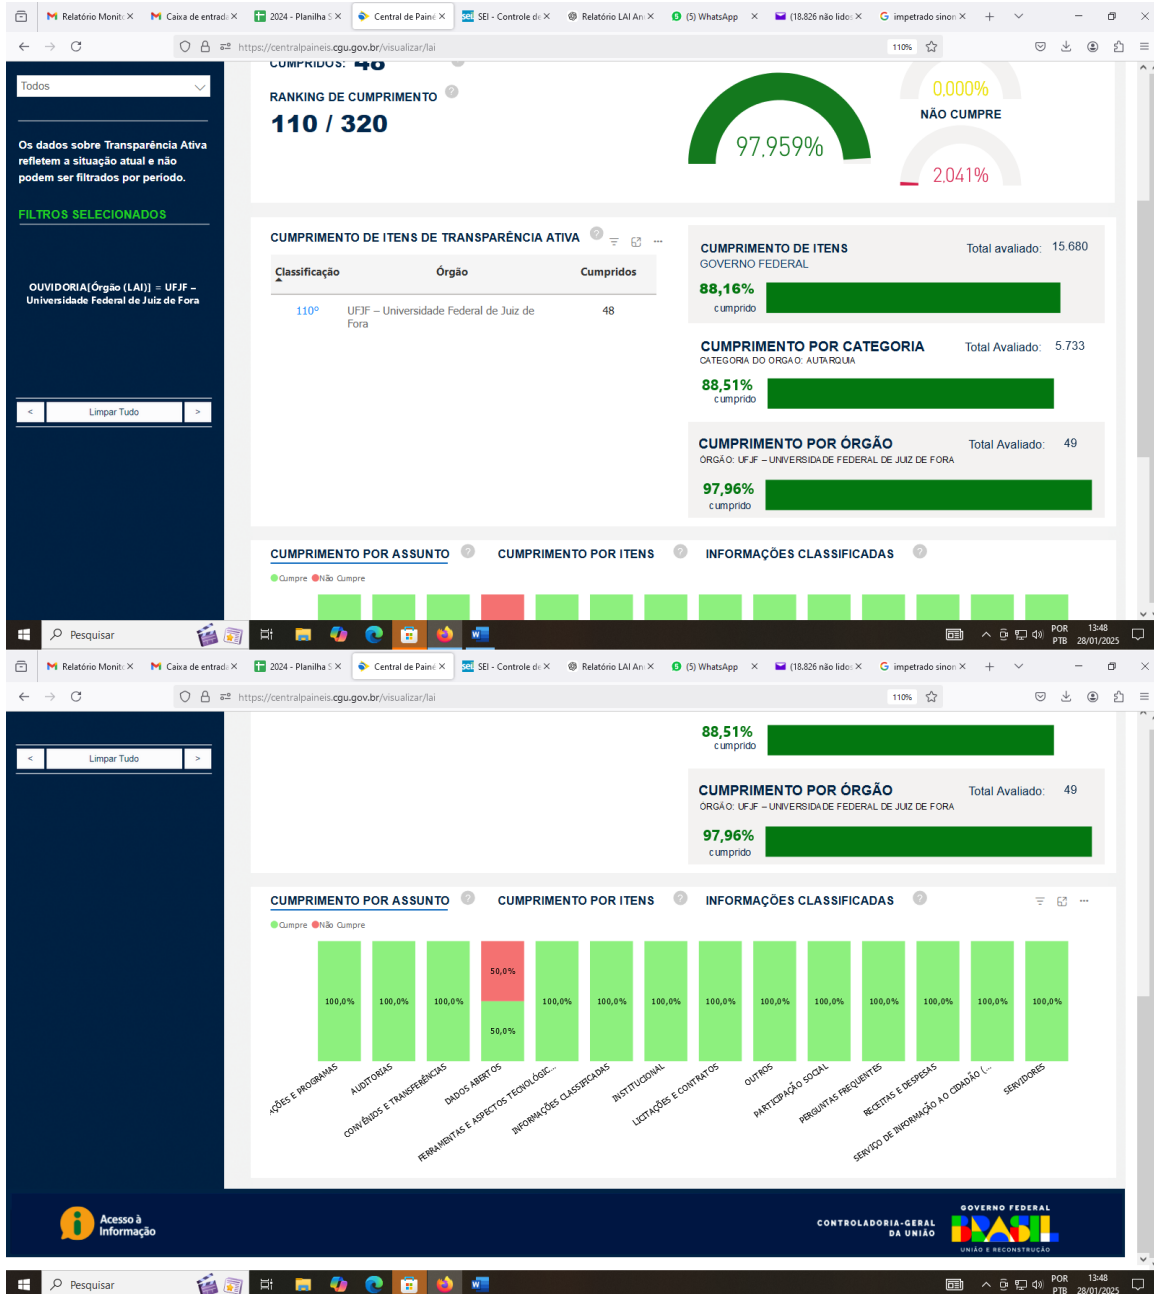 Relatório Monito
Caixa de entrada
2024 - Planilha S
Central de Paine
SEI - Controle de
Relatório LAI An
(5) WhatsApp
(18.826 não lidos
impetrado sinon
https://centralpaineis.cgu.gov.br/visualizar/lai
110%
Todos
Os dados sobre Transparência Ativa
refletem a situação atual e não
podem ser filtrados por período.
FILTROS SELECIONADOS
OUVIDORIA[Órgão (LAI)] = UFJF –
Universidade Federal de Juiz de Fora
< Limpar Tudo >
CUMPRIDOS: 48
RANKING DE CUMPRIMENTO
110 / 320
97,959%
0,000%
NÃO CUMPRE
2,041%
CUMPRIMENTO DE ITENS DE TRANSPARÊNCIA ATIVA
Classificação Órgão Cumpridos
110º UFJF – Universidade Federal de Juiz de 48
Fora
CUMPRIMENTO DE ITENS Total avaliado: 15.680
GOVERNO FEDERAL
88,16%
cumprido
CUMPRIMENTO POR CATEGORIA Total Avaliado: 5.733
CATEGORIA DO ORGAO: AUTARQUIA
88,51%
cumprido
CUMPRIMENTO POR ÓRGÃO Total Avaliado: 49
ÓRGÃO: UFJF – UNIVERSIDADE FEDERAL DE JUIZ DE FORA
97,96%
cumprido
CUMPRIMENTO POR ASSUNTO CUMPRIMENTO POR ITENS INFORMAÇÕES CLASSIFICADAS
Cumpre Não Cumpre
Pesquisar
POR 13:48
PTB 28/01/2025
Relatório Monito
Caixa de entrada
2024 - Planilha S
Central de Paine
SEI - Controle de
Relatório LAI An
(5) WhatsApp
(18.826 não lidos
impetrado sinon
https://centralpaineis.cgu.gov.br/visualizar/lai
110%
< Limpar Tudo >
88,51%
cumprido
CUMPRIMENTO POR ÓRGÃO Total Avaliado: 49
ÓRGÃO: UFJF – UNIVERSIDADE FEDERAL DE JUIZ DE FORA
97,96%
cumprido
CUMPRIMENTO POR ASSUNTO CUMPRIMENTO POR ITENS INFORMAÇÕES CLASSIFICADAS
Cumpre Não Cumpre
50,0%
100,0% 100,0% 100,0% 100,0% 100,0% 100,0% 100,0% 100,0% 100,0% 100,0% 100,0% 100,0% 100,0%
50,0%
AÇÕES E PROGRAMAS
AUDITORIAS
CONVÊNIOS E TRANSFERÊNCIAS
DADOS ABERTOS
FERRAMENTAS E ASPECTOS TECNOLÓGIC...
INFORMAÇÕES CLASSIFICADAS
INSTITUCIONAL
LICITAÇÕES E CONTRATOS
OUTROS
PARTICIPAÇÃO SOCIAL
PERGUNTAS FREQUENTES
RECEITAS E DESPESAS
SERVIÇO DE INFORMAÇÃO AO CIDADÃO (...
SERVIDORES
Acesso à
Informação
CONTROLADORIA-GERAL
DA UNIÃO
GOVERNO FEDERAL
BRASIL
UNIÃO E RECONSTRUÇÃO
Pesquisar
POR 13:48
PTB 28/01/2025